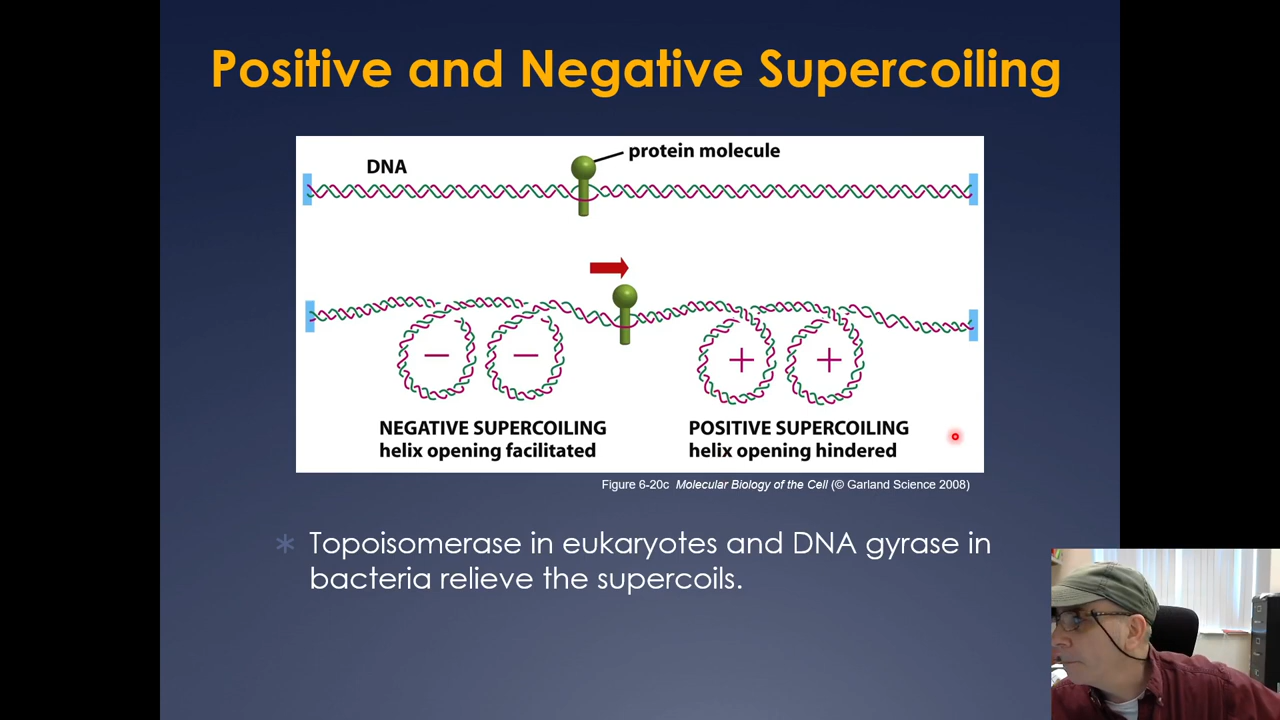 Positive and Negative Supercoiling
protein molecule
DNA
− − + +
NEGATIVE SUPERCOILING
helix opening facilitated
POSITIVE SUPERCOILING
helix opening hindered
Figure 6-20c Molecular Biology of the Cell (© Garland Science 2008)
* Topoisomerase in eukaryotes and DNA gyrase in
bacteria relieve the supercoils.